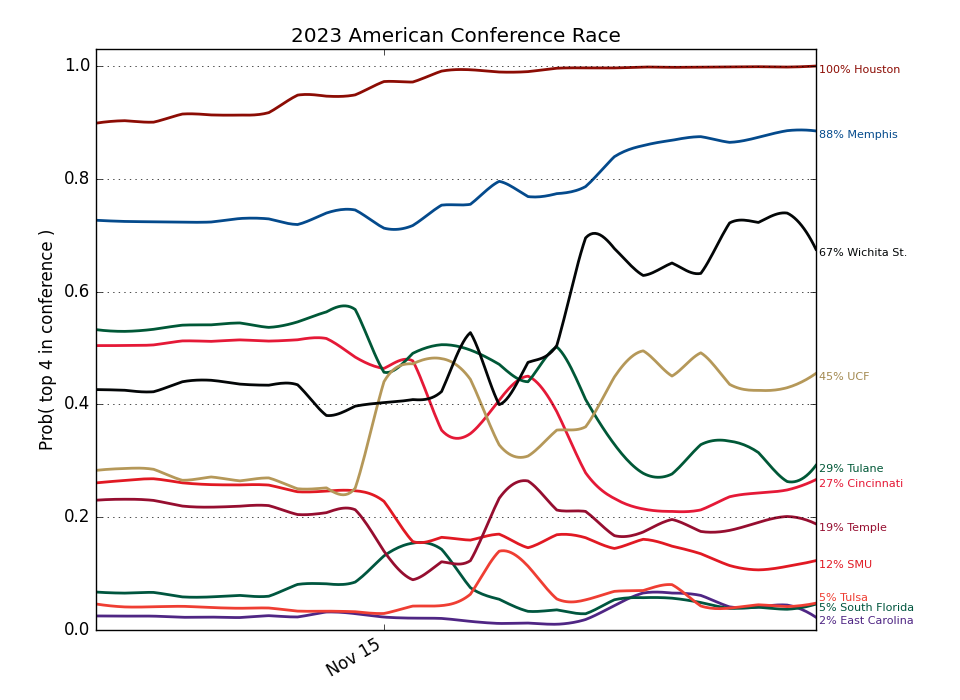 2023 American Conference Race
Prob( top 4 in conference )
1.0
0.8
0.6
0.4
0.2
0.0
Nov 15
100% Houston
88% Memphis
67% Wichita St.
45% UCF
29% Tulane
27% Cincinnati
19% Temple
12% SMU
5% Tulsa
5% South Florida
2% East Carolina